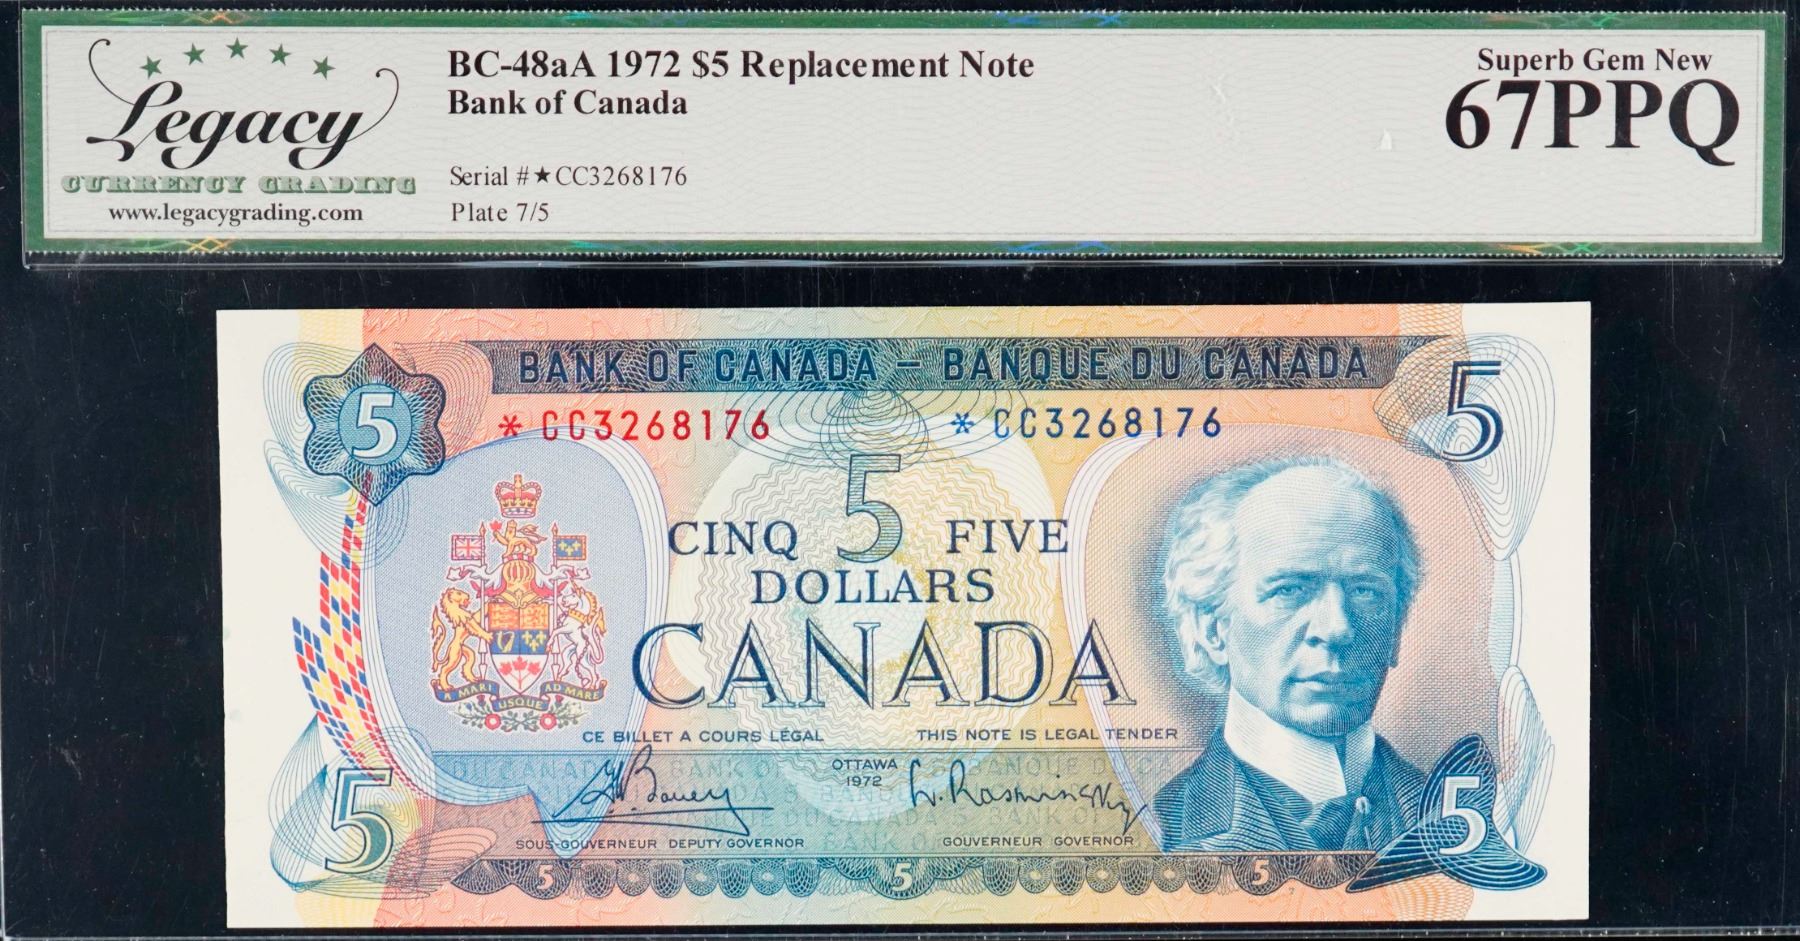 Legacy
CURRENCY GRADING
www.legacygrading.com
BC-48aA 1972 $5 Replacement Note
Bank of Canada
Serial #★CC3268176
Plate 7/5
Superb Gem New
67PPQ
BANK OF CANADA – BANQUE DU CANADA
5
5
*CC3268176 *CC3268176
5
CINQ FIVE
DOLLARS
CANADA
A MARI USQUE AD MARE
CE BILLET A COURS LÉGAL THIS NOTE IS LEGAL TENDER
OTTAWA
1972
SOUS-GOUVERNEUR DEPUTY GOVERNOR GOUVERNEUR GOVERNOR
5
5
5 5 5
7